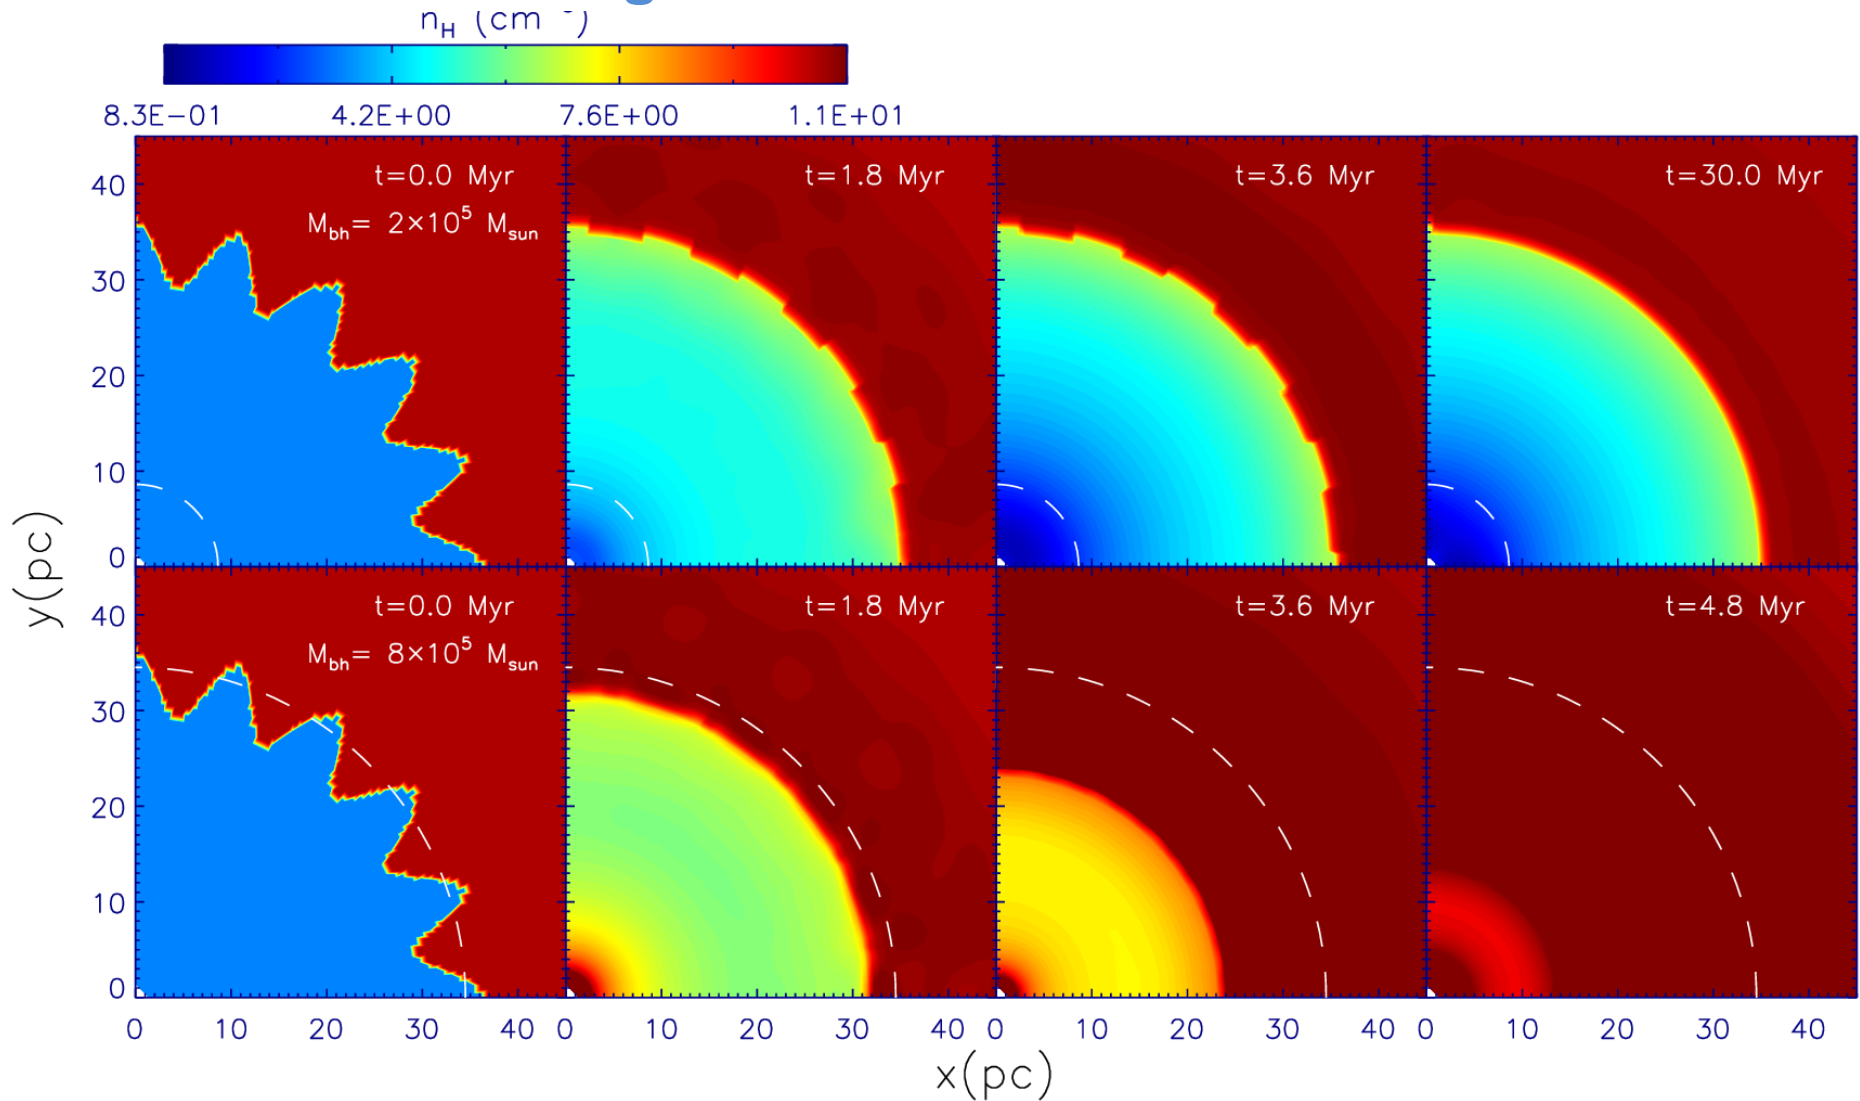 n_H (cm⁻³)
8.3E−01 4.2E+00 7.6E+00 1.1E+01
t=0.0 Myr
M_bh= 2×10⁵ M_sun
t=1.8 Myr
t=3.6 Myr
t=30.0 Myr
40
30
20
10
0
t=0.0 Myr
M_bh= 8×10⁵ M_sun
t=1.8 Myr
t=3.6 Myr
t=4.8 Myr
40
30
20
10
0
y(pc)
0 10 20 30 40 0 10 20 30 40 0 10 20 30 40 0 10 20 30 40
x(pc)